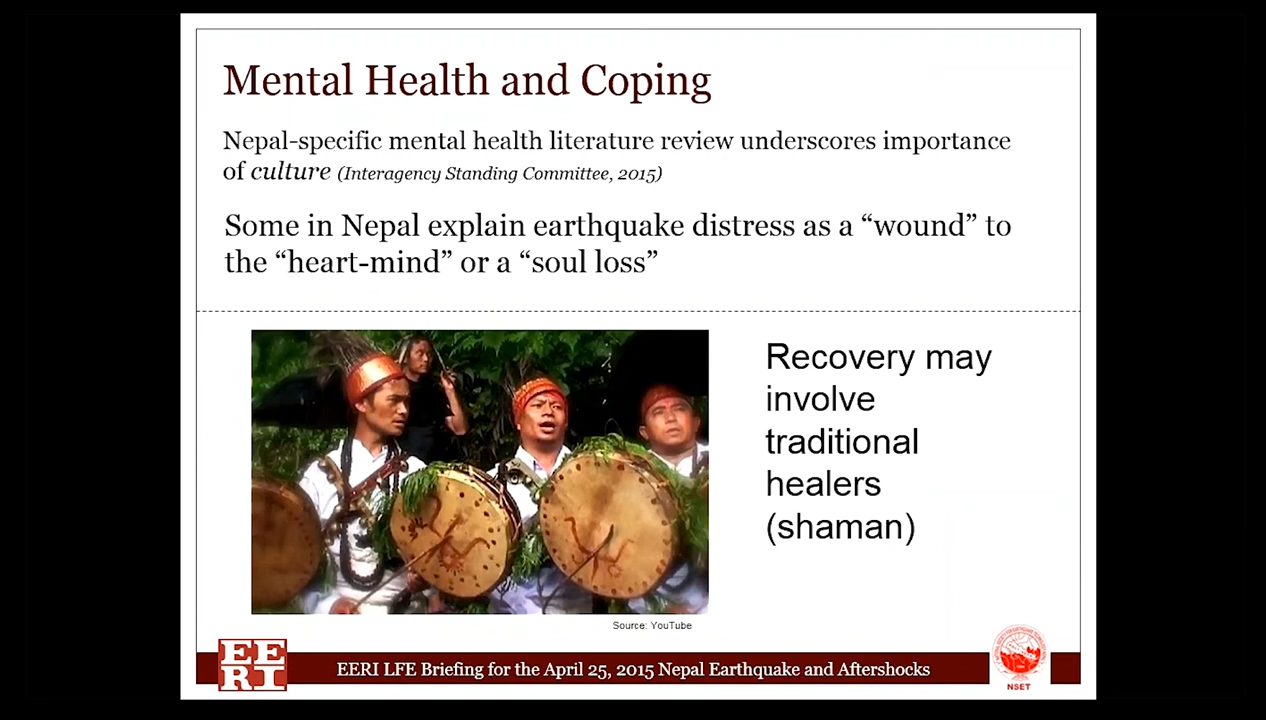 Mental Health and Coping
Nepal-specific mental health literature review underscores importance
of culture (Interagency Standing Committee, 2015)
Some in Nepal explain earthquake distress as a “wound” to
the “heart-mind” or a “soul loss”
Recovery may
involve
traditional
healers
(shaman)
Source: YouTube
EE
RI
EERI LFE Briefing for the April 25, 2015 Nepal Earthquake and Aftershocks
NSET